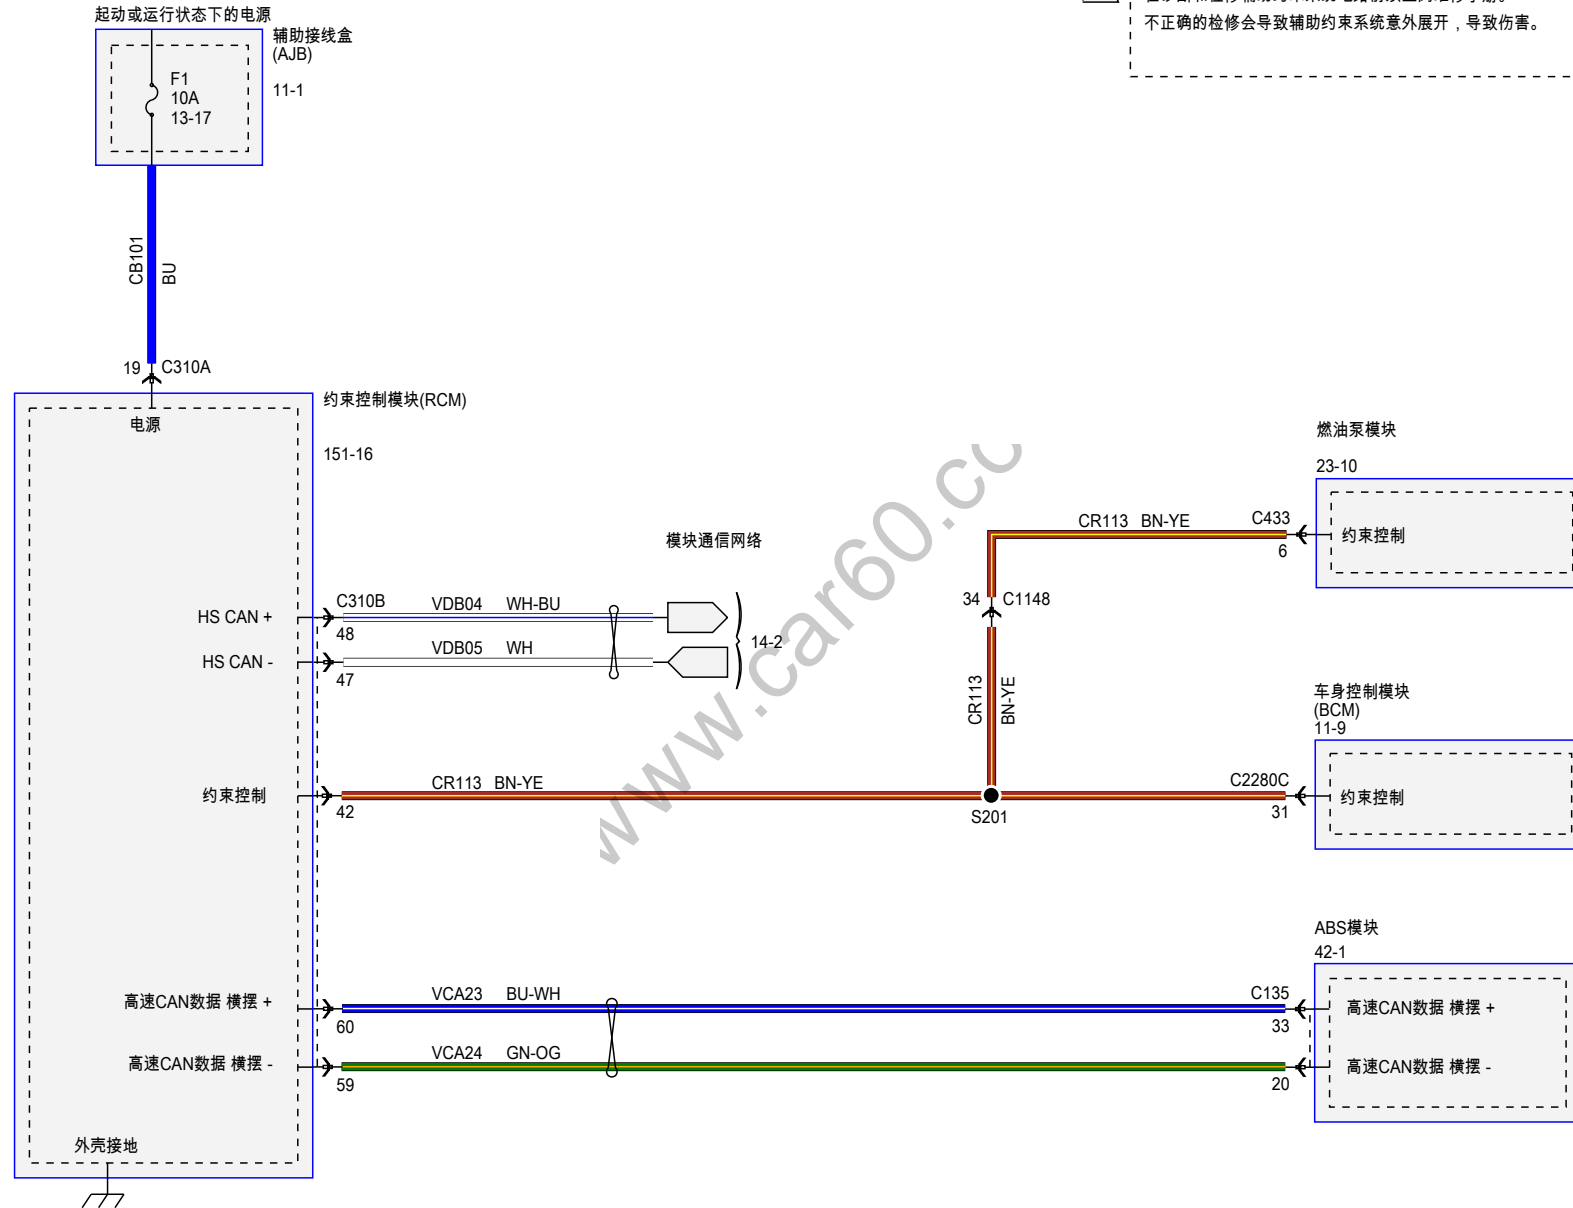 起动或运行状态下的电源
辅助接线盒
(AJB)
11-1
F1
10A
13-17
不正确的检修会导致辅助约束系统意外展开，导致伤害。
CB101
BU
19
C310A
约束控制模块(RCM)
151-16
电源
HS CAN +
C310B
48
VDB04
WH-BU
HS CAN -
47
VDB05
WH
模块通信网络
14-2
约束控制
42
CR113
BN-YE
S201
CR113
BN-YE
34
C1148
CR113
BN-YE
C433
6
燃油泵模块
23-10
约束控制
车身控制模块
(BCM)
11-9
C2280C
31
约束控制
ABS模块
42-1
高速CAN数据 横摆 +
60
VCA23
BU-WH
C135
33
高速CAN数据 横摆 +
高速CAN数据 横摆 -
59
VCA24
GN-OG
20
高速CAN数据 横摆 -
外壳接地
www.car60.cc